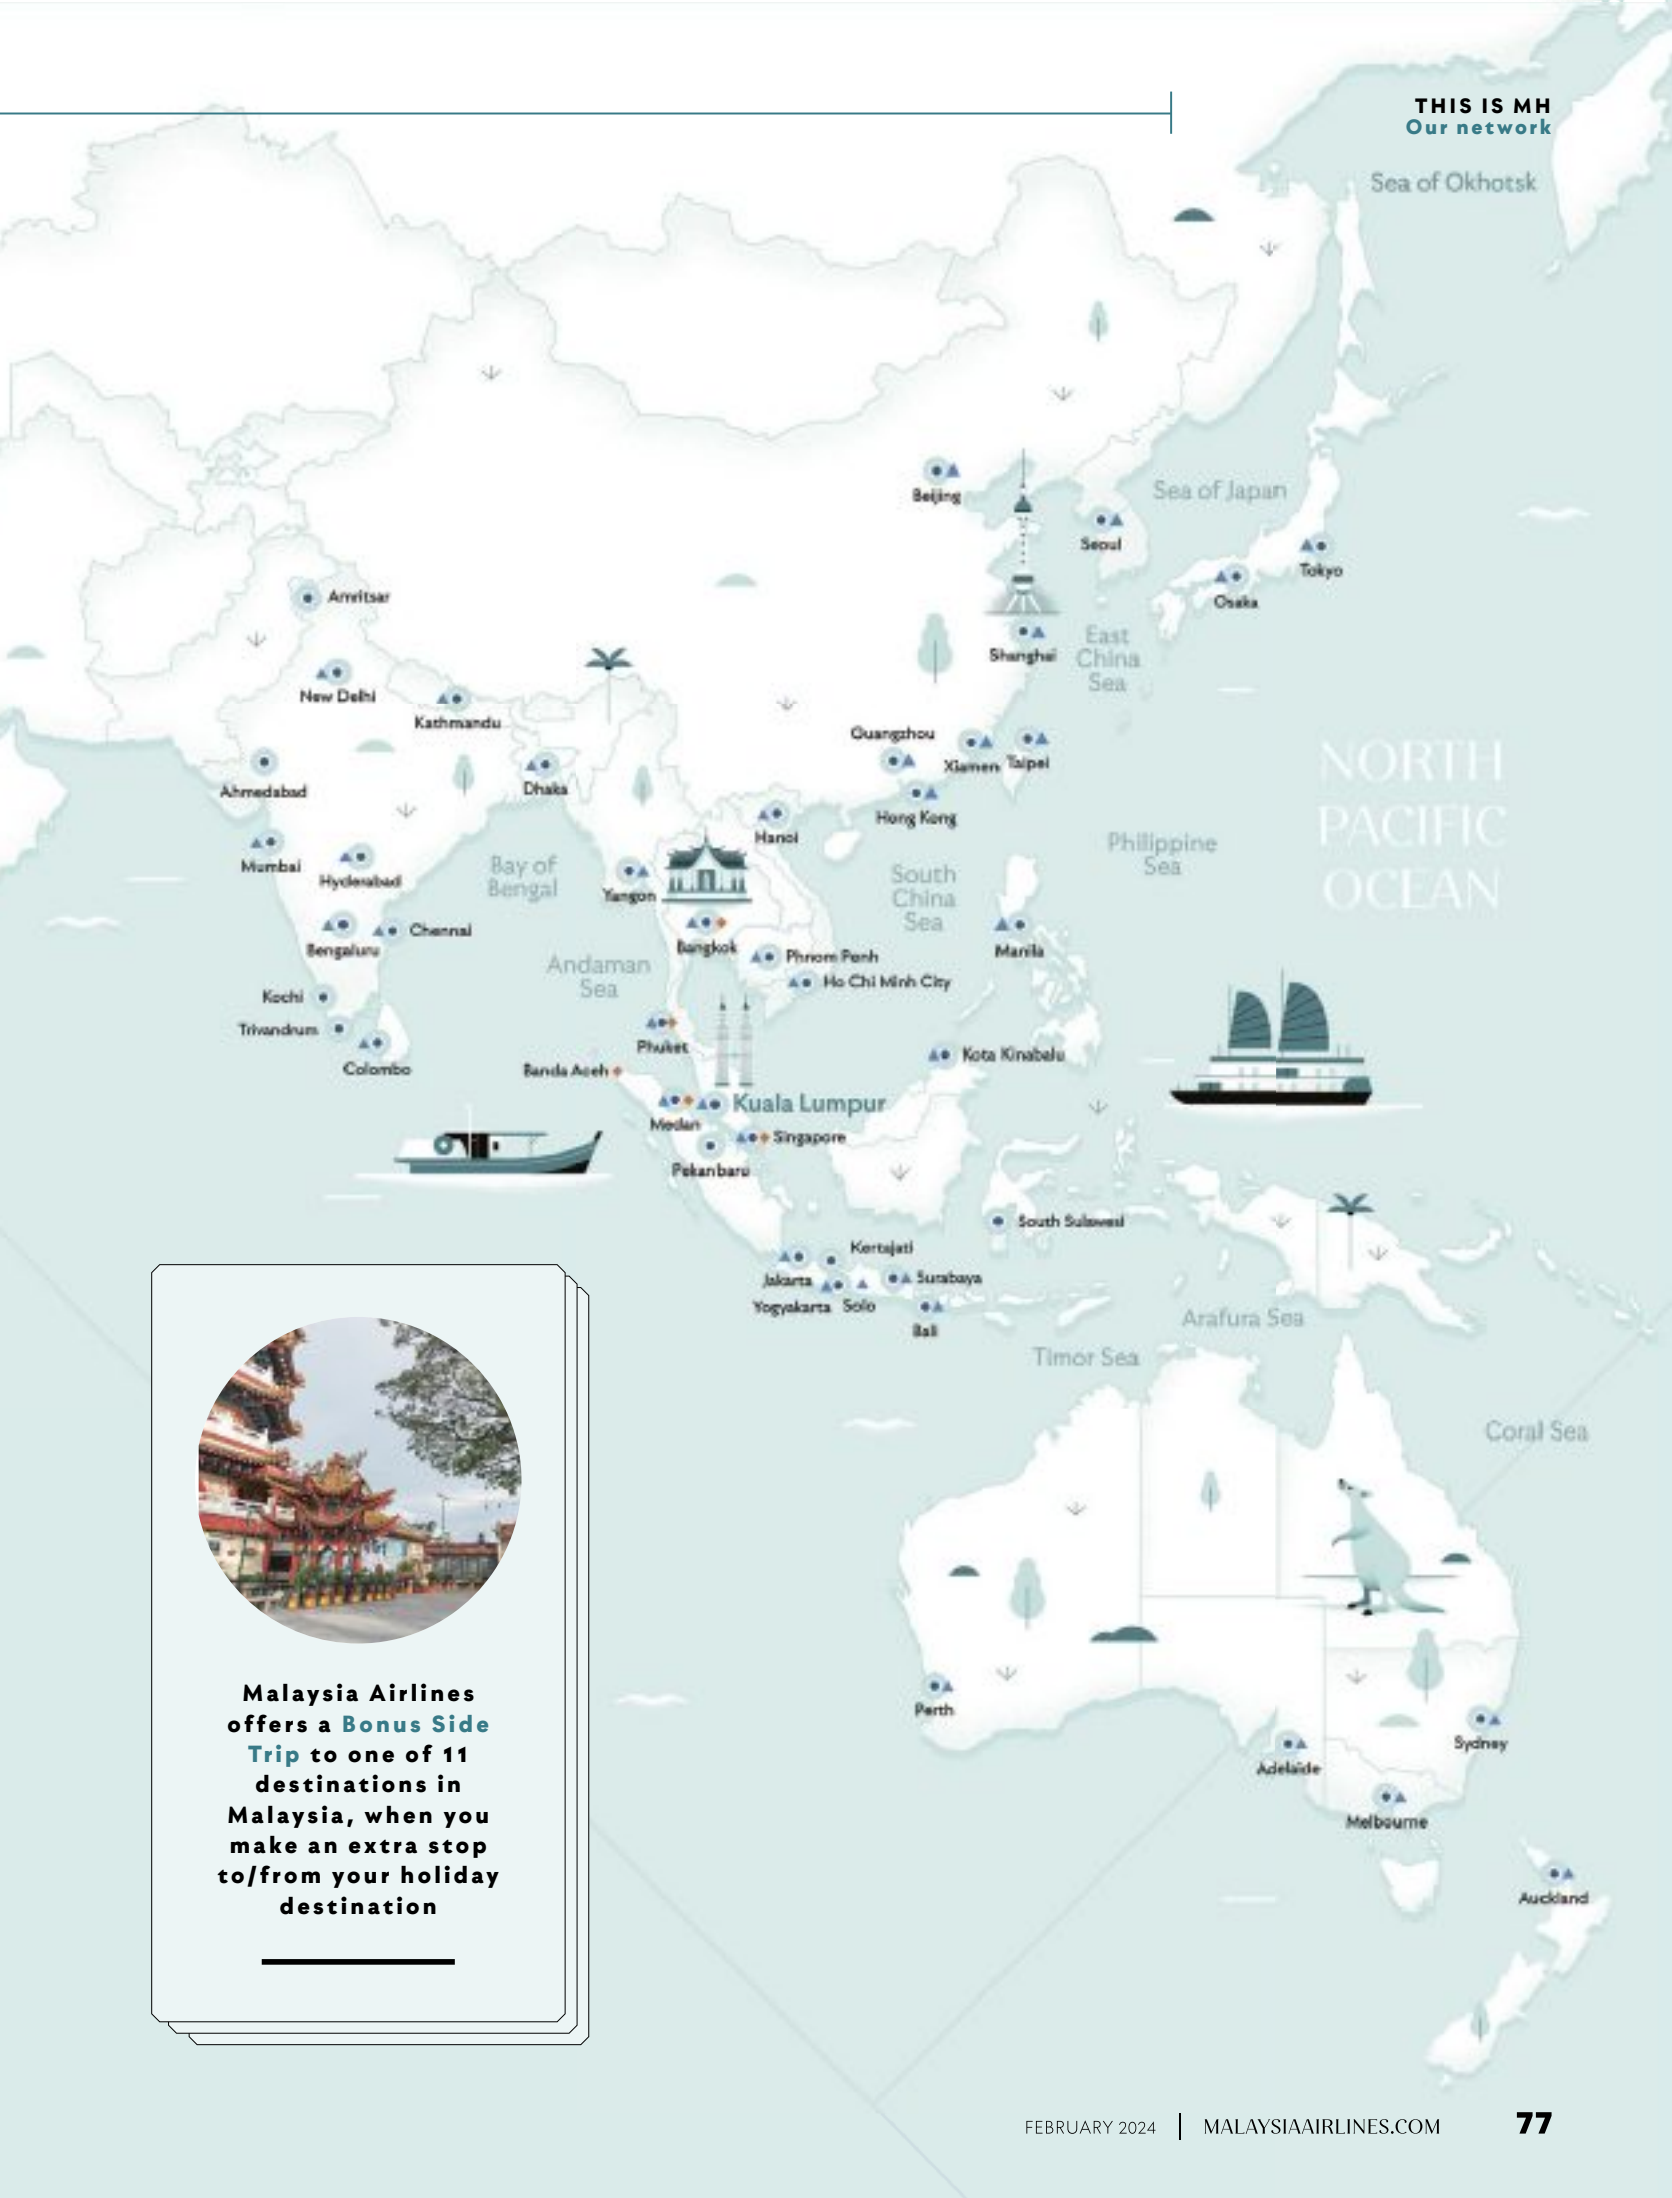 THIS IS MH
Our network
Sea of Okhotsk
Beijing
Sea of Japan
Seoul
Tokyo
Osaka
Amritsar
Shanghai
East
China
Sea
New Delhi
Kathmandu
Guangzhou
Xiamen
Taipei
NORTH
PACIFIC
OCEAN
Ahmedabad
Dhaka
Hong Kong
Hanoi
Philippine
Sea
Mumbai
Hyderabad
Bay of
Bengal
Yangon
South
China
Sea
Bengaluru
Chennai
Bangkok
Manila
Phnom Penh
Andaman
Sea
Ho Chi Minh City
Kochi
Trivandrum
Phuket
Colombo
Banda Aceh
Kota Kinabalu
Kuala Lumpur
Medan
Singapore
Pekanbaru
South Sulawesi
Kertajati
Jakarta
Surabaya
Yogyakarta
Solo
Bali
Arafura Sea
Timor Sea
Coral Sea
Perth
Sydney
Adelaide
Melbourne
Auckland
Malaysia Airlines
offers a Bonus Side
Trip to one of 11
destinations in
Malaysia, when you
make an extra stop
to/from your holiday
destination
FEBRUARY 2024 | MALAYSIAAIRLINES.COM 77